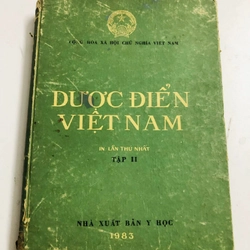 CỘNG HÒA XÃ HỘI CHỦ NGHĨA VIỆT NAM
DƯỢC ĐIỂN
VIỆT NAM
IN LẦN THỨ NHẤT
TẬP II
NHÀ XUẤT BẢN Y HỌC
1983